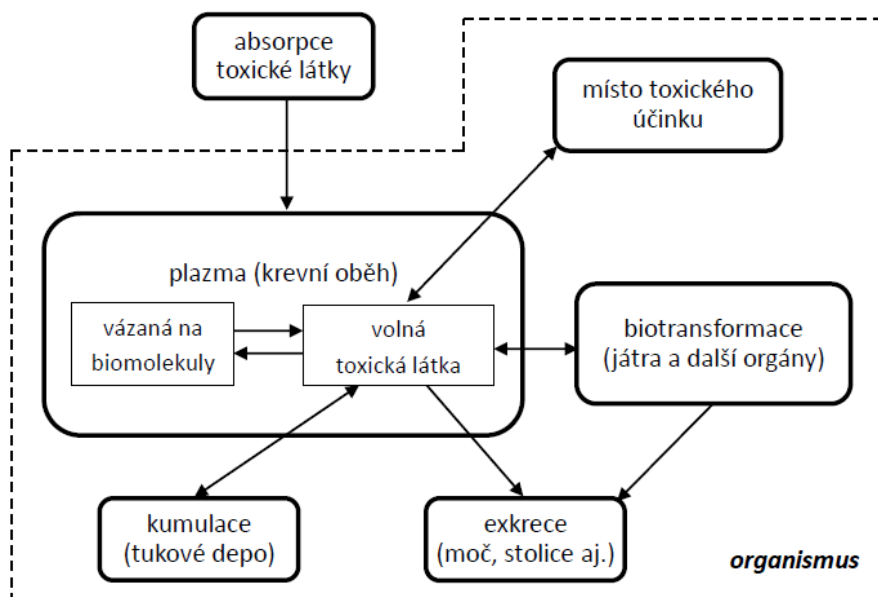 absorpce
toxické látky
místo toxického
účinku
plazma (krevní oběh)
vázaná na
biomolekuly
volná
toxická látka
biotransformace
(játra a další orgány)
kumulace
(tukové depo)
exkrece
(moč, stolice aj.)
organismus